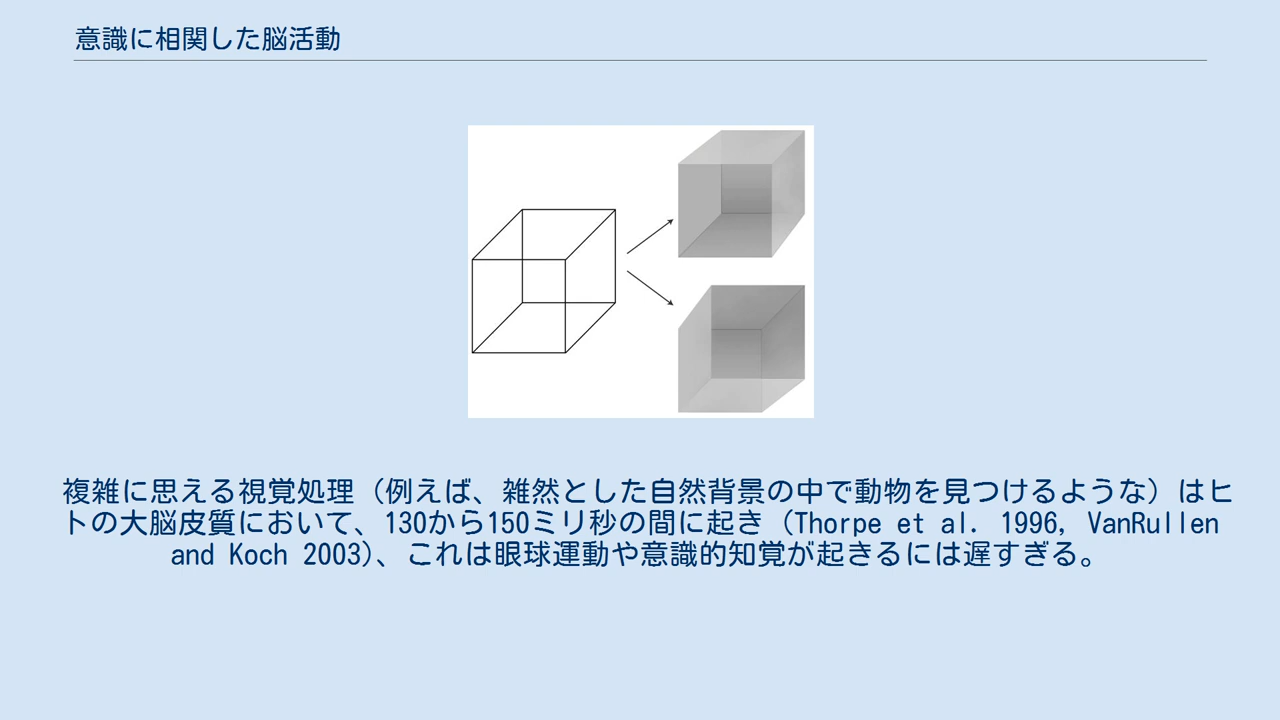 意識に相関した脳活動
複雑に思える視覚処理（例えば、雑然とした自然背景の中で動物を見つけるような）はヒ
トの大脳皮質において、130から150ミリ秒の間に起き（Thorpe et al. 1996, VanRullen
and Koch 2003)、これは眼球運動や意識的知覚が起きるには遅すぎる。